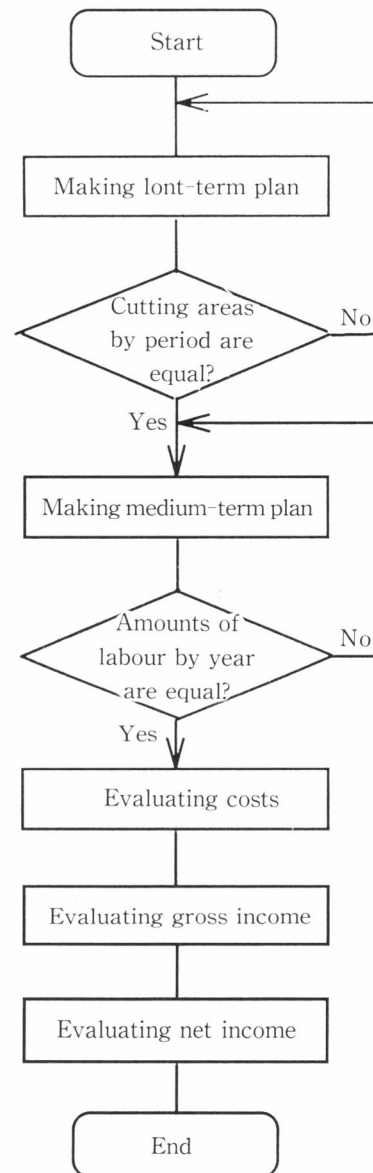 Start
Making lont-term plan
Cutting areas
by period are
equal?
No
Yes
Making medium-term plan
Amounts of
labour by year
are equal?
No
Yes
Evaluating costs
Evaluating gross income
Evaluating net income
End